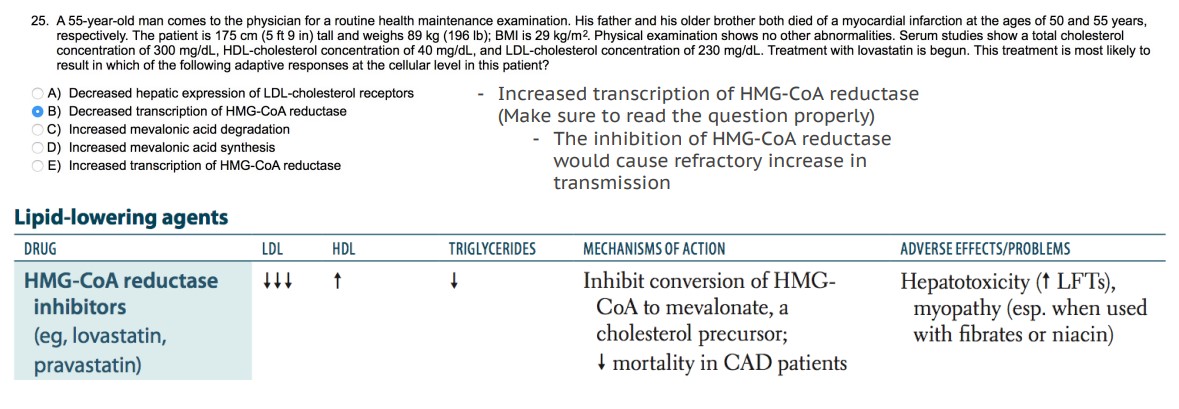 25. A 55-year-old man comes to the physician for a routine health maintenance examination. His father and his older brother both died of a myocardial infarction at the ages of 50 and 55 years,
respectively. The patient is 175 cm (5 ft 9 in) tall and weighs 89 kg (196 lb); BMI is 29 kg/m². Physical examination shows no other abnormalities. Serum studies show a total cholesterol
concentration of 300 mg/dL, HDL-cholesterol concentration of 40 mg/dL, and LDL-cholesterol concentration of 230 mg/dL. Treatment with lovastatin is begun. This treatment is most likely to
result in which of the following adaptive responses at the cellular level in this patient?
A) Decreased hepatic expression of LDL-cholesterol receptors
B) Decreased transcription of HMG-CoA reductase
C) Increased mevalonic acid degradation
D) Increased mevalonic acid synthesis
E) Increased transcription of HMG-CoA reductase
- Increased transcription of HMG-CoA reductase
(Make sure to read the question properly)
- The inhibition of HMG-CoA reductase
would cause refractory increase in
transmission
Lipid-lowering agents
DRUG LDL HDL TRIGLYCERIDES MECHANISMS OF ACTION ADVERSE EFFECTS/PROBLEMS
HMG-CoA reductase ↓↓↓ ↑ ↓ Inhibit conversion of HMG- Hepatotoxicity (↑ LFTs),
inhibitors CoA to mevalonate, a myopathy (esp. when used
(eg, lovastatin, cholesterol precursor; with fibrates or niacin)
pravastatin) ↓ mortality in CAD patients